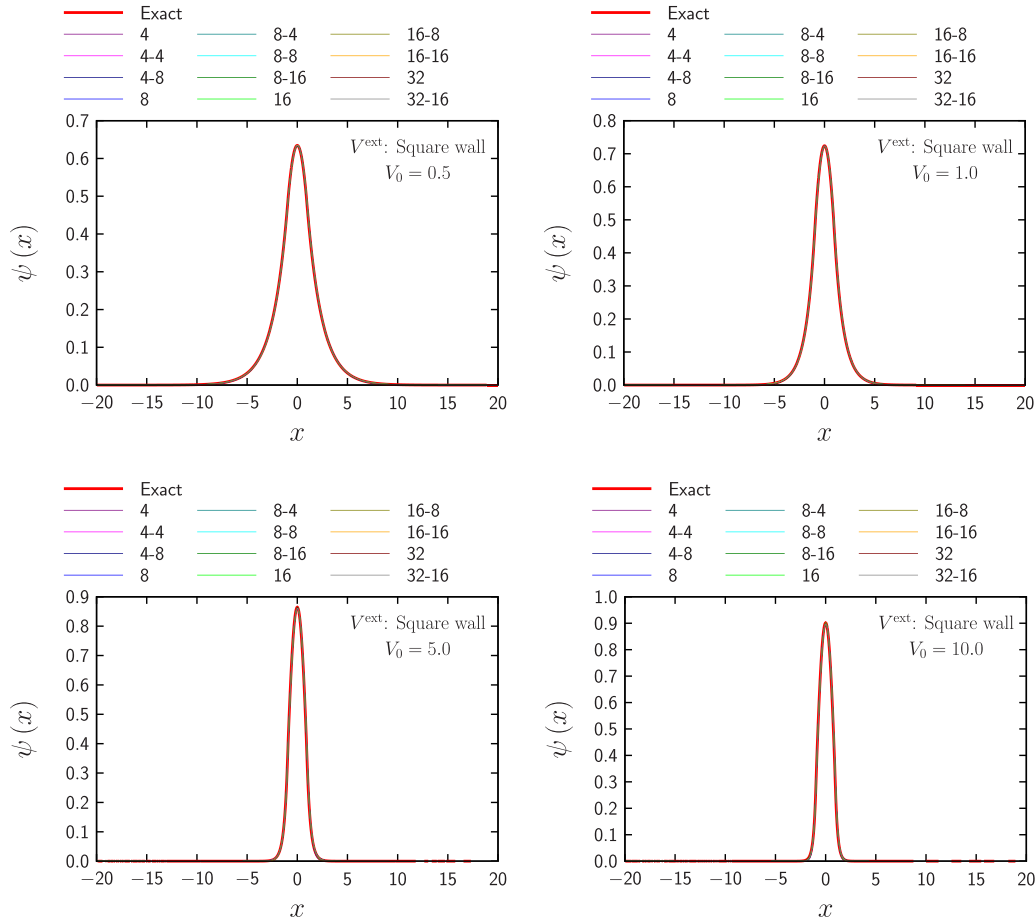 Exact
4 8-4 16-8
4-4 8-8 16-16
4-8 8-16 32
8 16 32-16
V^ext: Square wall
V_0 = 0.5
ψ (x)
0.7
0.6
0.5
0.4
0.3
0.2
0.1
0.0
−20 −15 −10 −5 0 5 10 15 20
x
Exact
4 8-4 16-8
4-4 8-8 16-16
4-8 8-16 32
8 16 32-16
V^ext: Square wall
V_0 = 1.0
ψ (x)
0.8
0.7
0.6
0.5
0.4
0.3
0.2
0.1
0.0
−20 −15 −10 −5 0 5 10 15 20
x
Exact
4 8-4 16-8
4-4 8-8 16-16
4-8 8-16 32
8 16 32-16
V^ext: Square wall
V_0 = 5.0
ψ (x)
0.9
0.8
0.7
0.6
0.5
0.4
0.3
0.2
0.1
0.0
−20 −15 −10 −5 0 5 10 15 20
x
Exact
4 8-4 16-8
4-4 8-8 16-16
4-8 8-16 32
8 16 32-16
V^ext: Square wall
V_0 = 10.0
ψ (x)
1.0
0.9
0.8
0.7
0.6
0.5
0.4
0.3
0.2
0.1
0.0
−20 −15 −10 −5 0 5 10 15 20
x